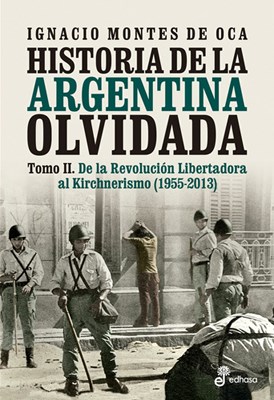 IGNACIO MONTES DE OCA
HISTORIA DE LA
ARGENTINA
OLVIDADA
Tomo II. De la Revolución Libertadora
al Kirchnerismo (1955-2013)
edhasa